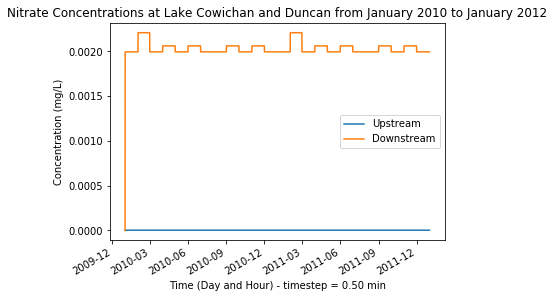 Nitrate Concentrations at Lake Cowichan and Duncan from January 2010 to January 2012
Concentration (mg/L)
0.0020
0.0015
0.0010
0.0005
0.0000
Upstream
Downstream
2009-12
2010-03
2010-06
2010-09
2010-12
2011-03
2011-06
2011-09
2011-12
Time (Day and Hour) - timestep = 0.50 min